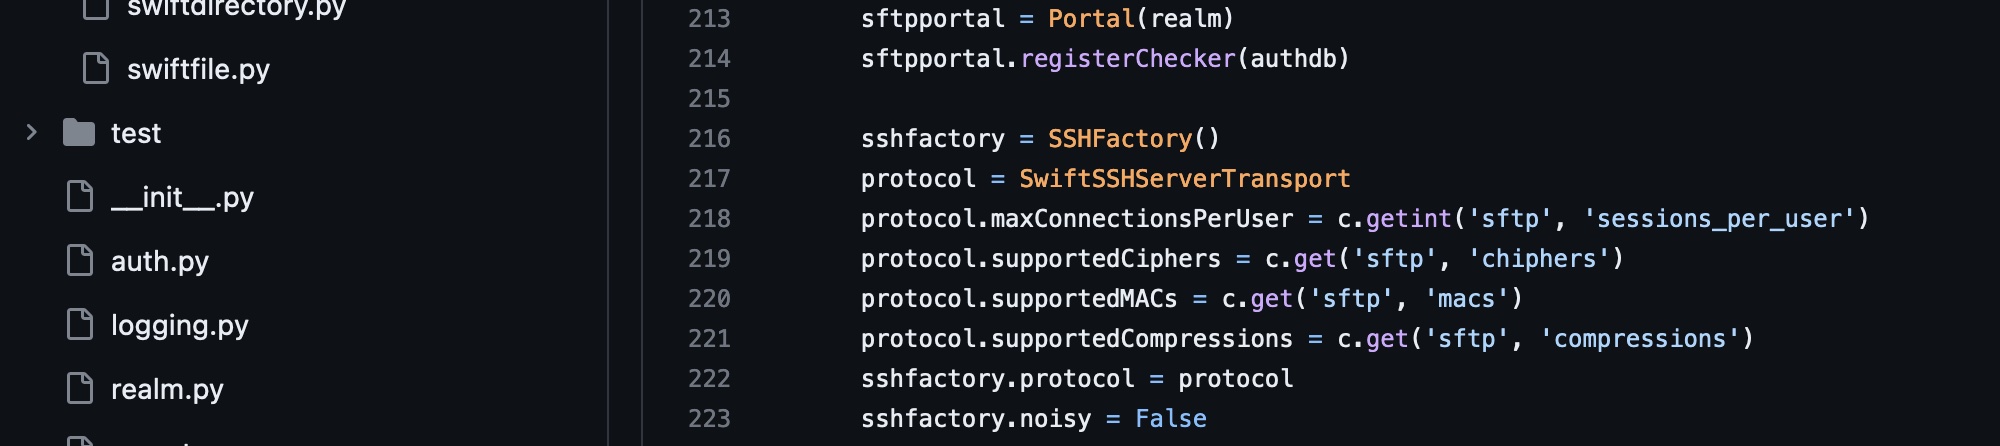 swiftdirectory.py
swiftfile.py
test
__init__.py
auth.py
logging.py
realm.py
213 sftpportal = Portal(realm)
214 sftpportal.registerChecker(authdb)
215
216 sshfactory = SSHFactory()
217 protocol = SwiftSSHServerTransport
218 protocol.maxConnectionsPerUser = c.getint('sftp', 'sessions_per_user')
219 protocol.supportedCiphers = c.get('sftp', 'chiphers')
220 protocol.supportedMACs = c.get('sftp', 'macs')
221 protocol.supportedCompressions = c.get('sftp', 'compressions')
222 sshfactory.protocol = protocol
223 sshfactory.noisy = False